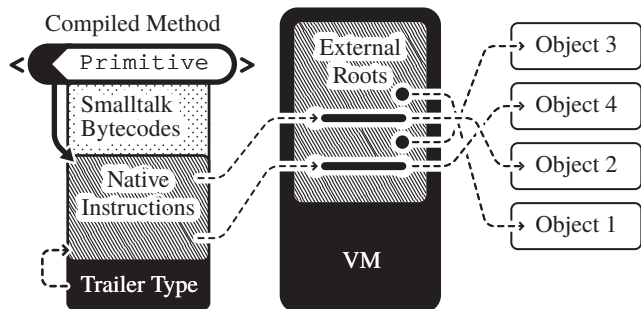 Compiled Method
< Primitive >
Smalltalk
Bytecodes
Native
Instructions
Trailer Type
External
Roots
VM
Object 3
Object 4
Object 2
Object 1